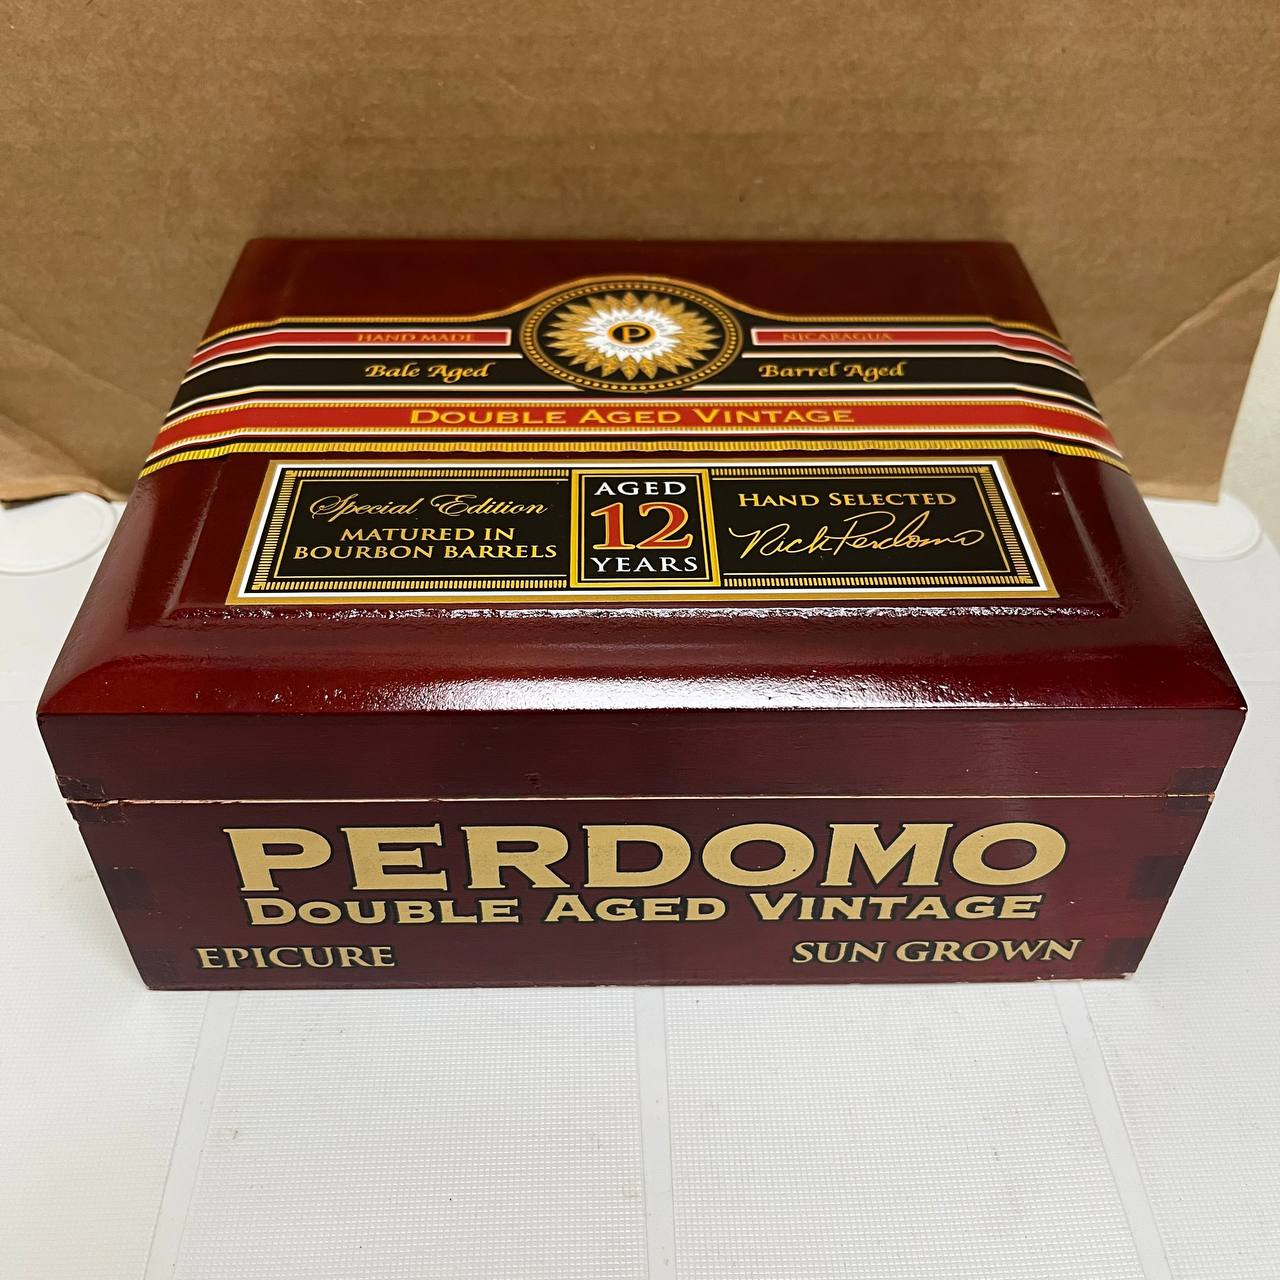 HAND MADE
NICARAGUA
P
PERDOMO
Bale Aged
Barrel Aged
DOUBLE AGED VINTAGE
Special Edition
MATURED IN
BOURBON BARRELS
AGED
12
YEARS
HAND SELECTED
Nick Perdomo
PERDOMO
DOUBLE AGED VINTAGE
EPICURE
SUN GROWN